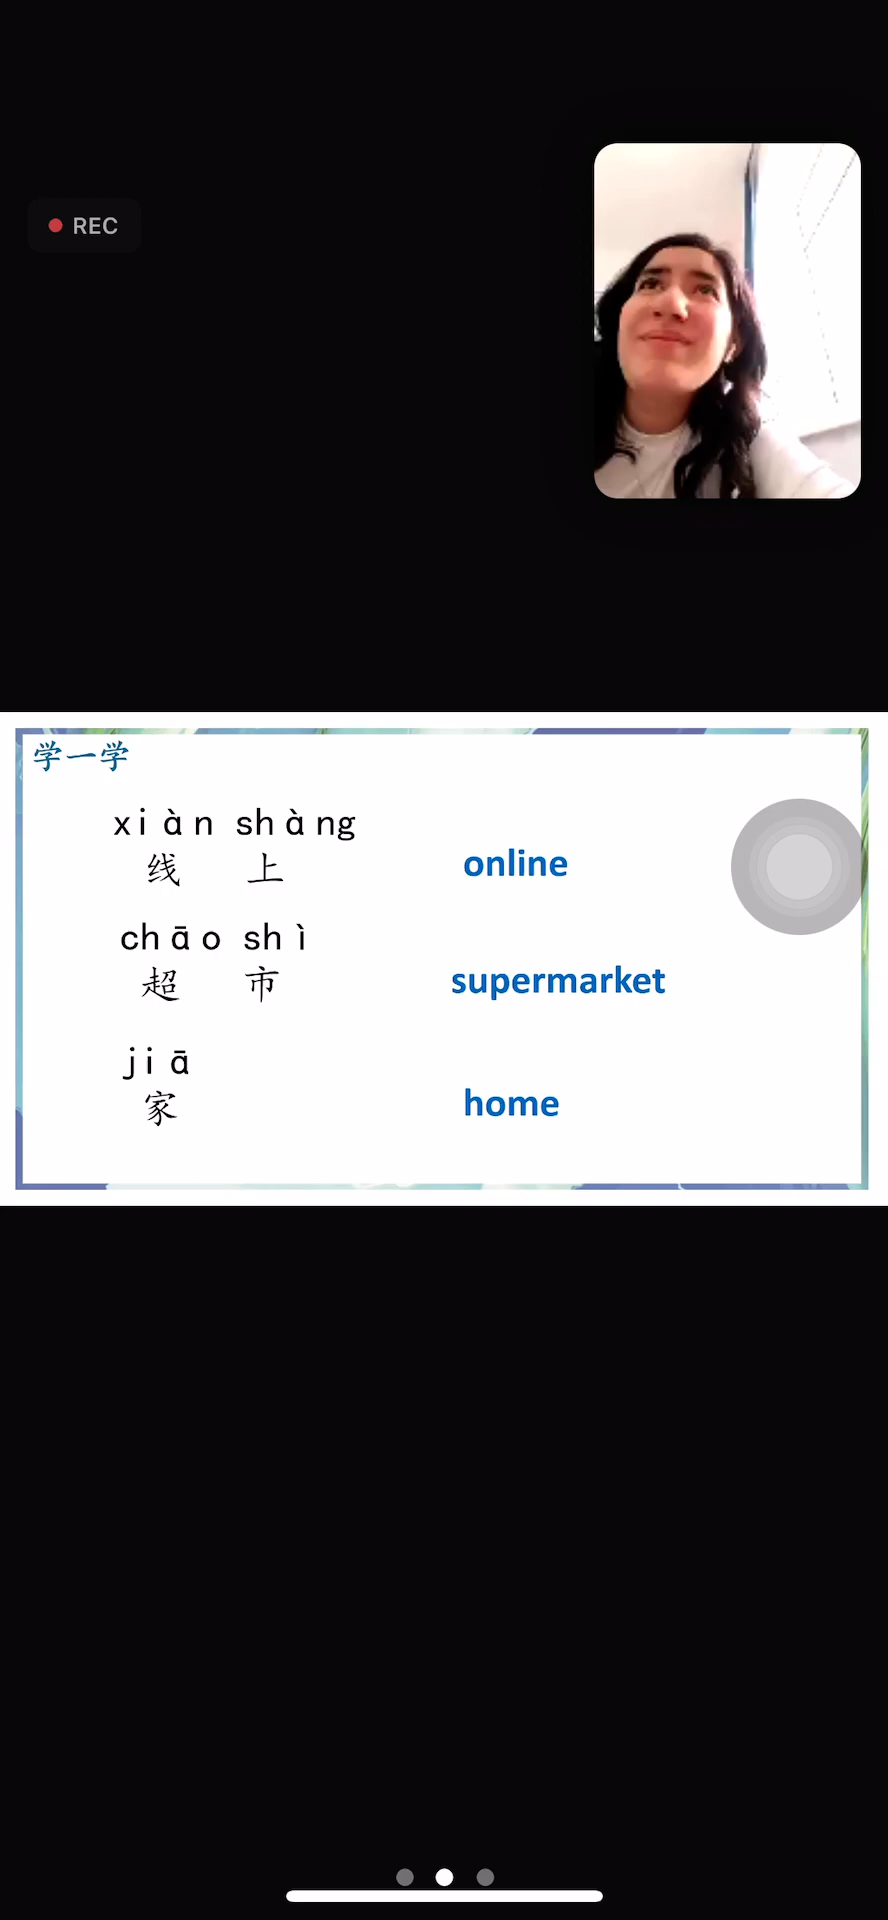 REC
学一学
xiàn shàng
线 上 online
chāo shì
超 市 supermarket
jiā
家 home